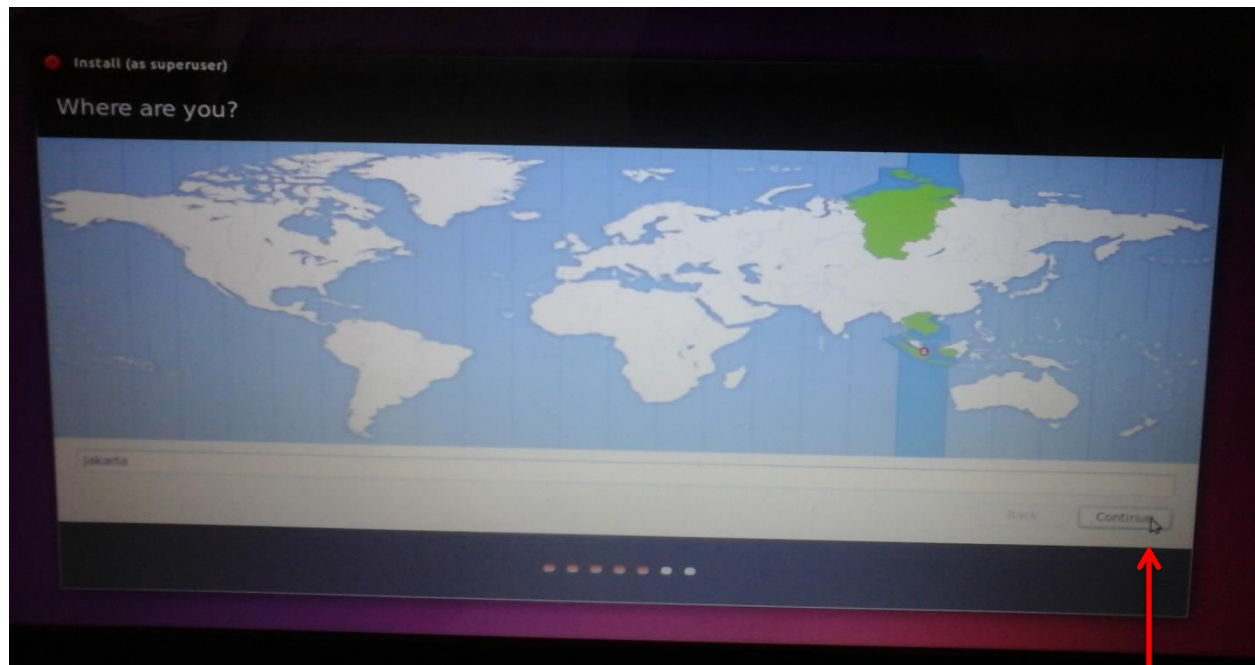 Install (as superuser)
Where are you?
Jakarta
Back
Continue